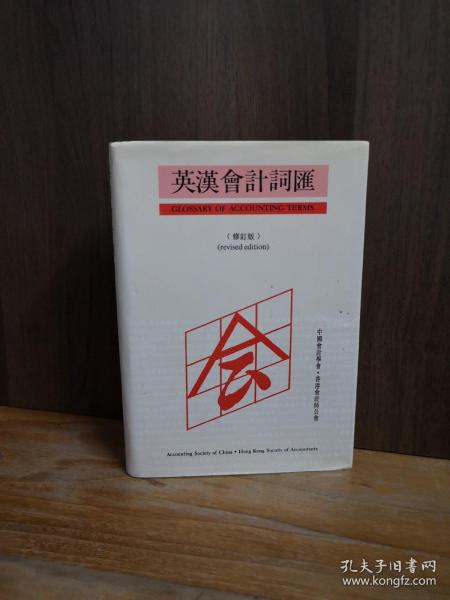 英漢會計詞匯
GLOSSARY OF ACCOUNTING TERMS
（修訂版）
(revised edition)
会
中國會計學會・香港會計師公會
Accounting Society of China • Hong Kong Society of Accountants
孔夫子旧书网
www.kongfz.com